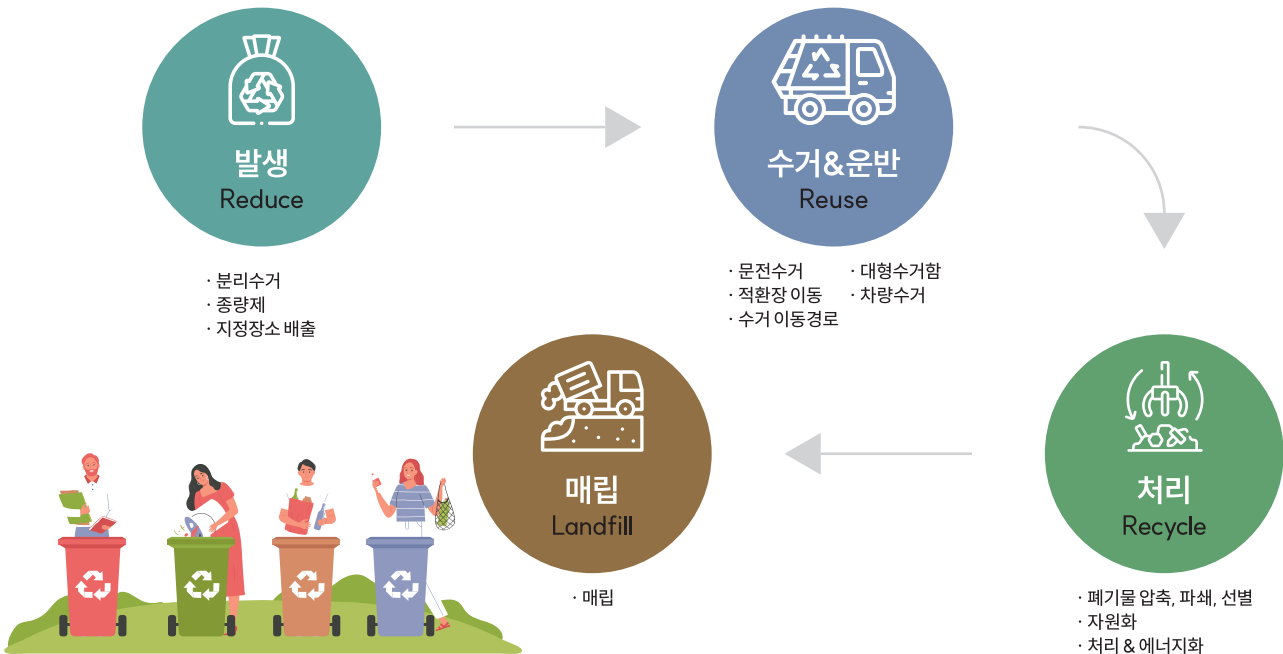 발생
Reduce
· 분리수거
· 종량제
· 지정장소 배출
수거&운반
Reuse
· 문전수거
· 적환장 이동
· 수거 이동경로
· 대형수거함
· 차량수거
처리
Recycle
· 폐기물 압축, 파쇄, 선별
· 자원화
· 처리 & 에너지화
매립
Landfill
· 매립